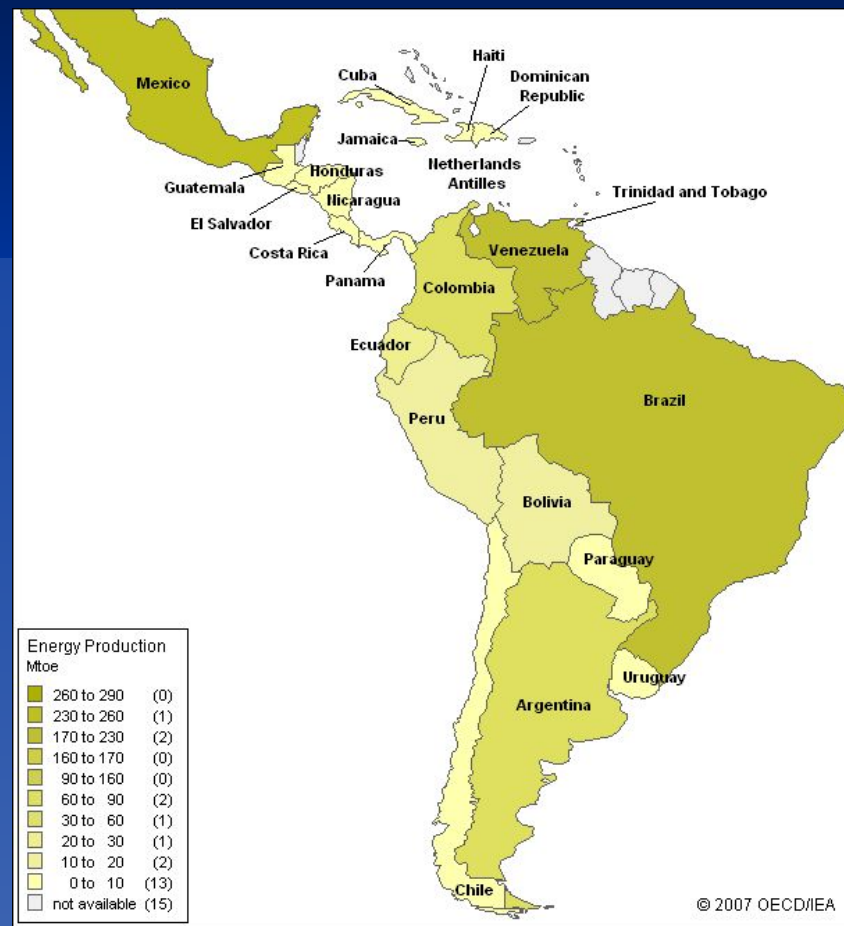 Mexico
Cuba
Haiti
Dominican
Republic
Jamaica
Netherlands
Antilles
Guatemala
Honduras
Nicaragua
El Salvador
Costa Rica
Panama
Trinidad and Tobago
Venezuela
Colombia
Ecuador
Brazil
Peru
Bolivia
Paraguay
Uruguay
Argentina
Chile
Energy Production
Mtoe
260 to 290 (0)
230 to 260 (1)
170 to 230 (2)
160 to 170 (0)
90 to 160 (0)
60 to 90 (2)
30 to 60 (1)
20 to 30 (1)
10 to 20 (2)
0 to 10 (13)
not available (15)
© 2007 OECD/IEA